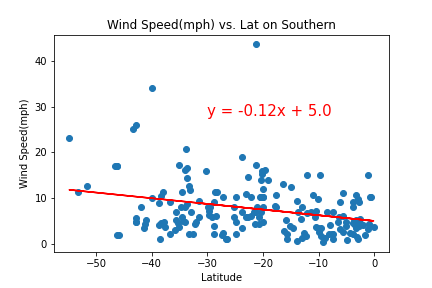 Wind Speed(mph) vs. Lat on Southern
40
30
20
10
0
Wind Speed(mph)
y = -0.12x + 5.0
−50
−40
−30
−20
−10
0
Latitude